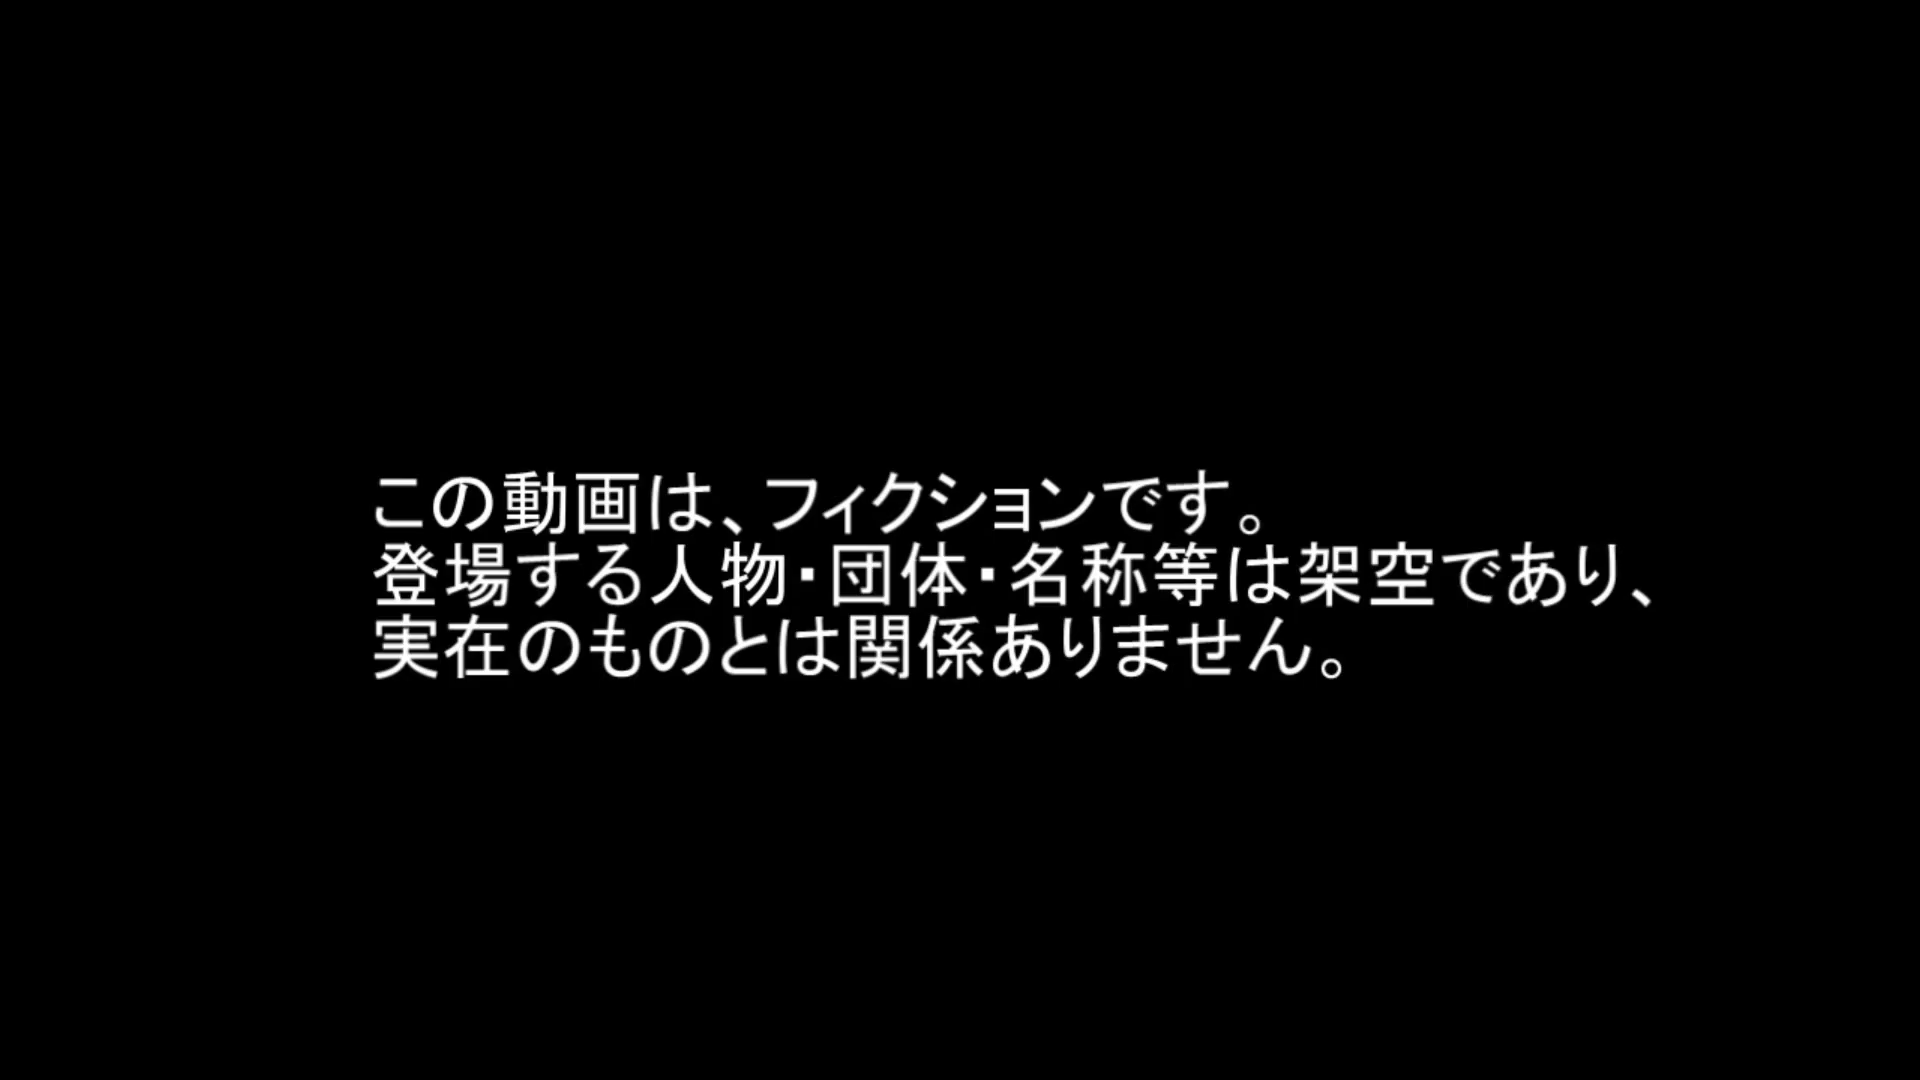 この動画は、フィクションです。
登場する人物・団体・名称等は架空であり、
実在のものとは関係ありません。